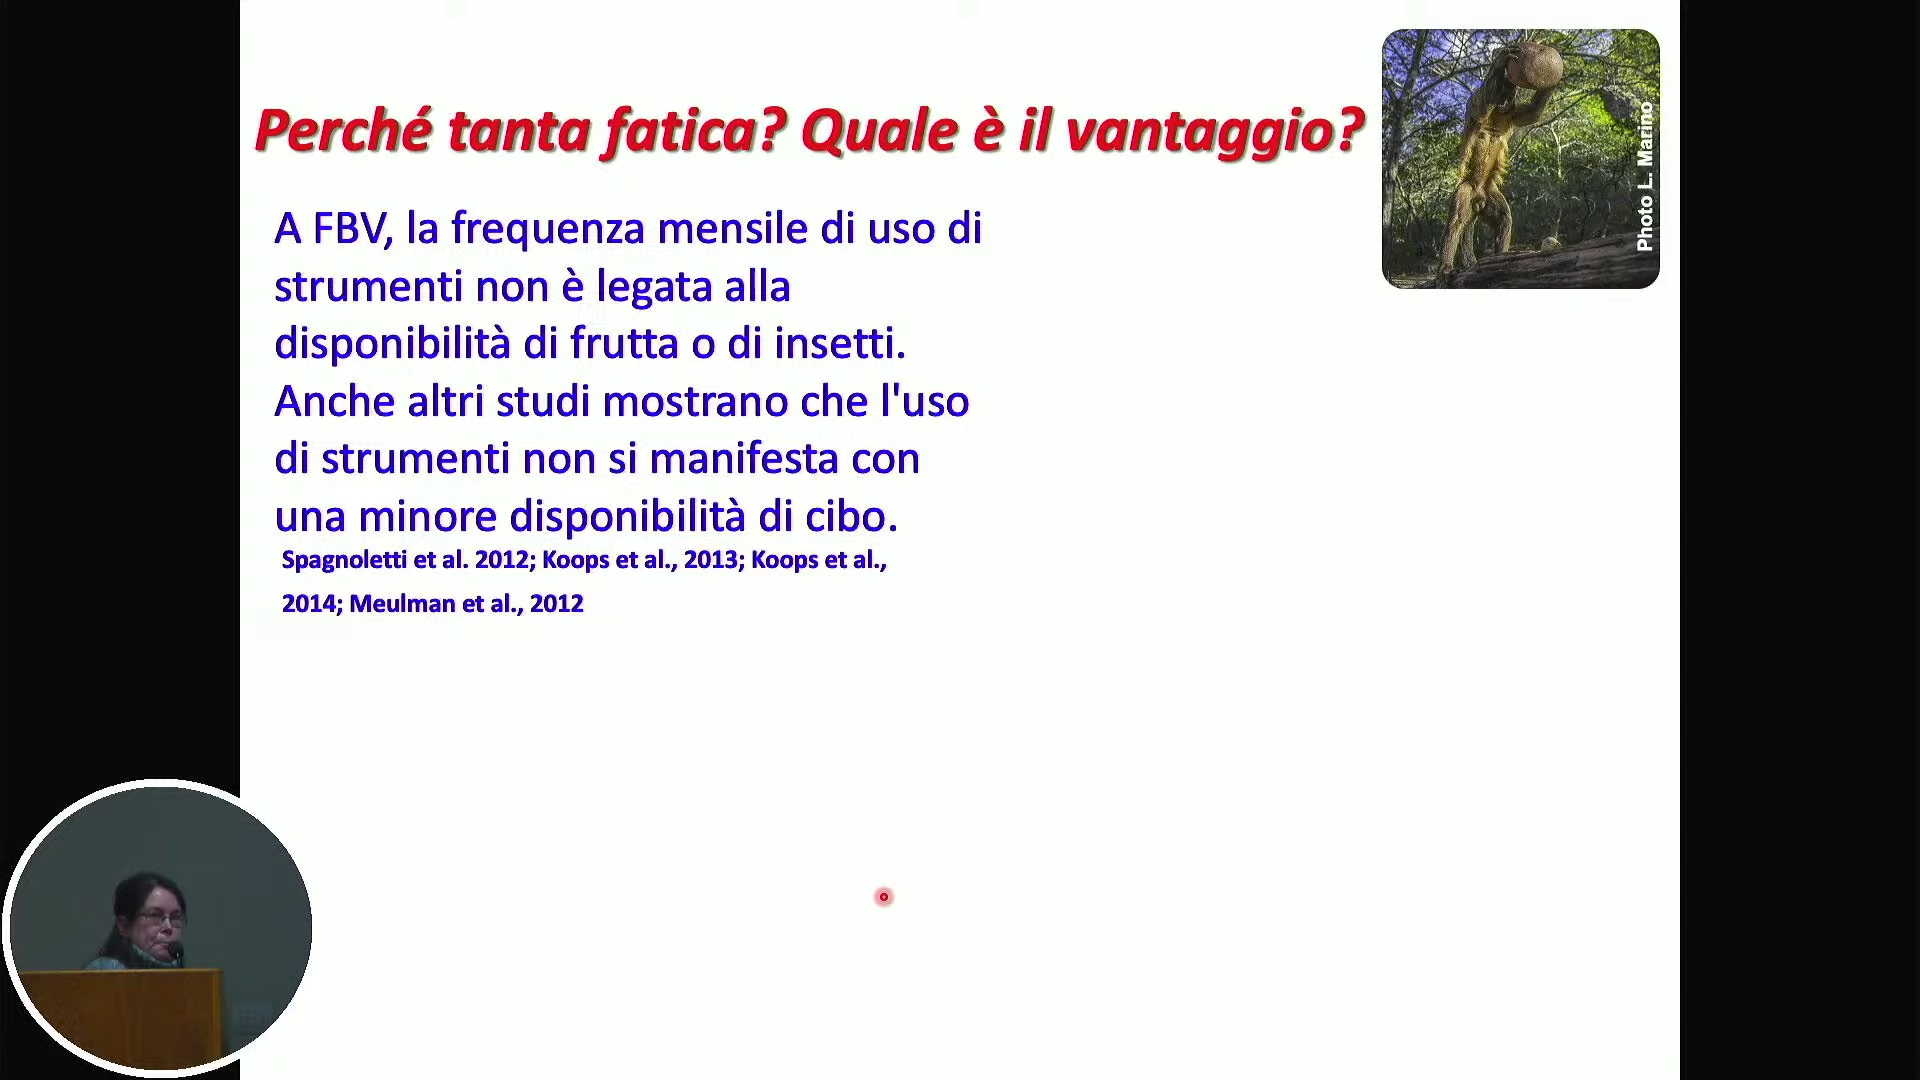 Perché tanta fatica? Quale è il vantaggio?
Photo L. Marino
A FBV, la frequenza mensile di uso di
strumenti non è legata alla
disponibilità di frutta o di insetti.
Anche altri studi mostrano che l'uso
di strumenti non si manifesta con
una minore disponibilità di cibo.
Spagnoletti et al. 2012; Koops et al., 2013; Koops et al.,
2014; Meulman et al., 2012